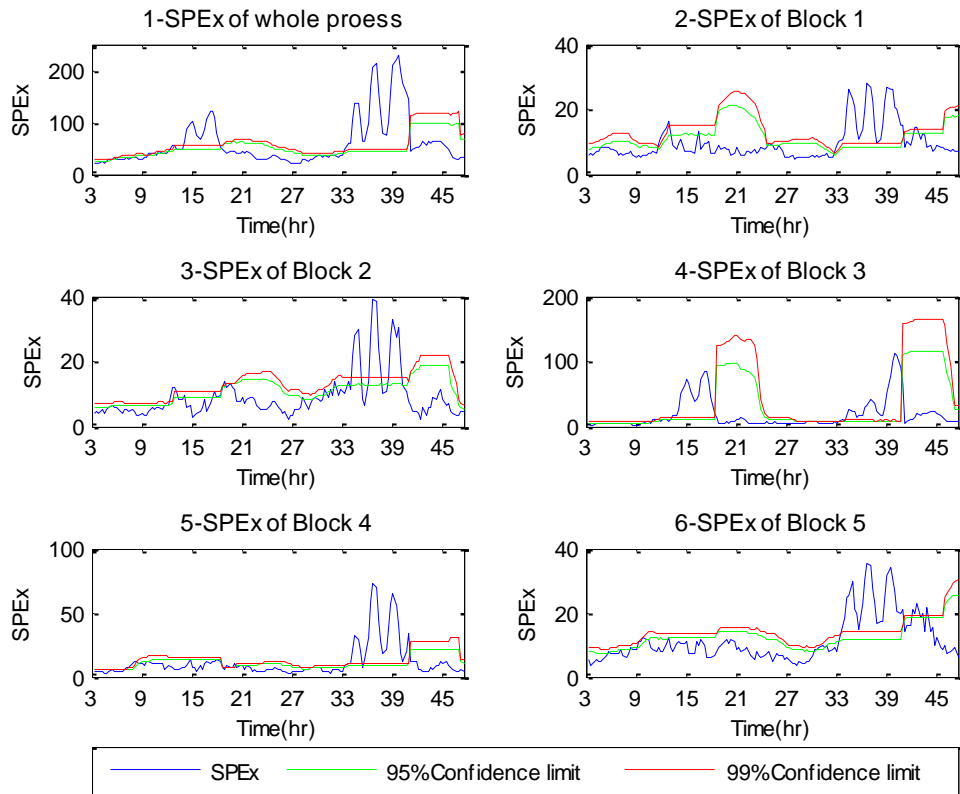 1-SPEx of whole proess
200
100
0
SPEx
3 9 15 21 27 33 39 45
Time(hr)
2-SPEx of Block 1
40
20
0
SPEx
3 9 15 21 27 33 39 45
Time(hr)
3-SPEx of Block 2
40
20
0
SPEx
3 9 15 21 27 33 39 45
Time(hr)
4-SPEx of Block 3
200
100
0
SPEx
3 9 15 21 27 33 39 45
Time(hr)
5-SPEx of Block 4
100
50
0
SPEx
3 9 15 21 27 33 39 45
Time(hr)
6-SPEx of Block 5
40
20
0
SPEx
3 9 15 21 27 33 39 45
Time(hr)
SPEx 95%Confidence limit 99%Confidence limit